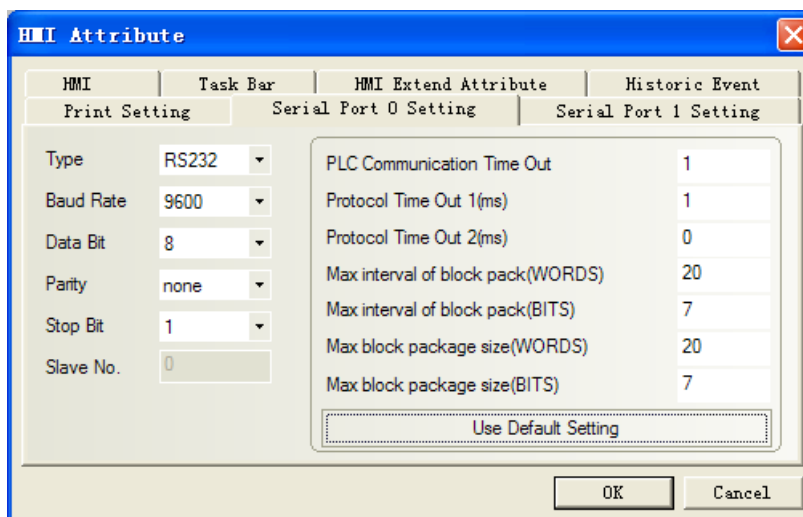 HMI Attribute
HMI Task Bar HMI Extend Attribute Historic Event
Print Setting Serial Port 0 Setting Serial Port 1 Setting
Type RS232
Baud Rate 9600
Data Bit 8
Parity none
Stop Bit 1
Slave No. 0
PLC Communication Time Out 1
Protocol Time Out 1(ms) 1
Protocol Time Out 2(ms) 0
Max interval of block pack(WORDS) 20
Max interval of block pack(BITS) 7
Max block package size(WORDS) 20
Max block package size(BITS) 7
Use Default Setting
OK Cancel